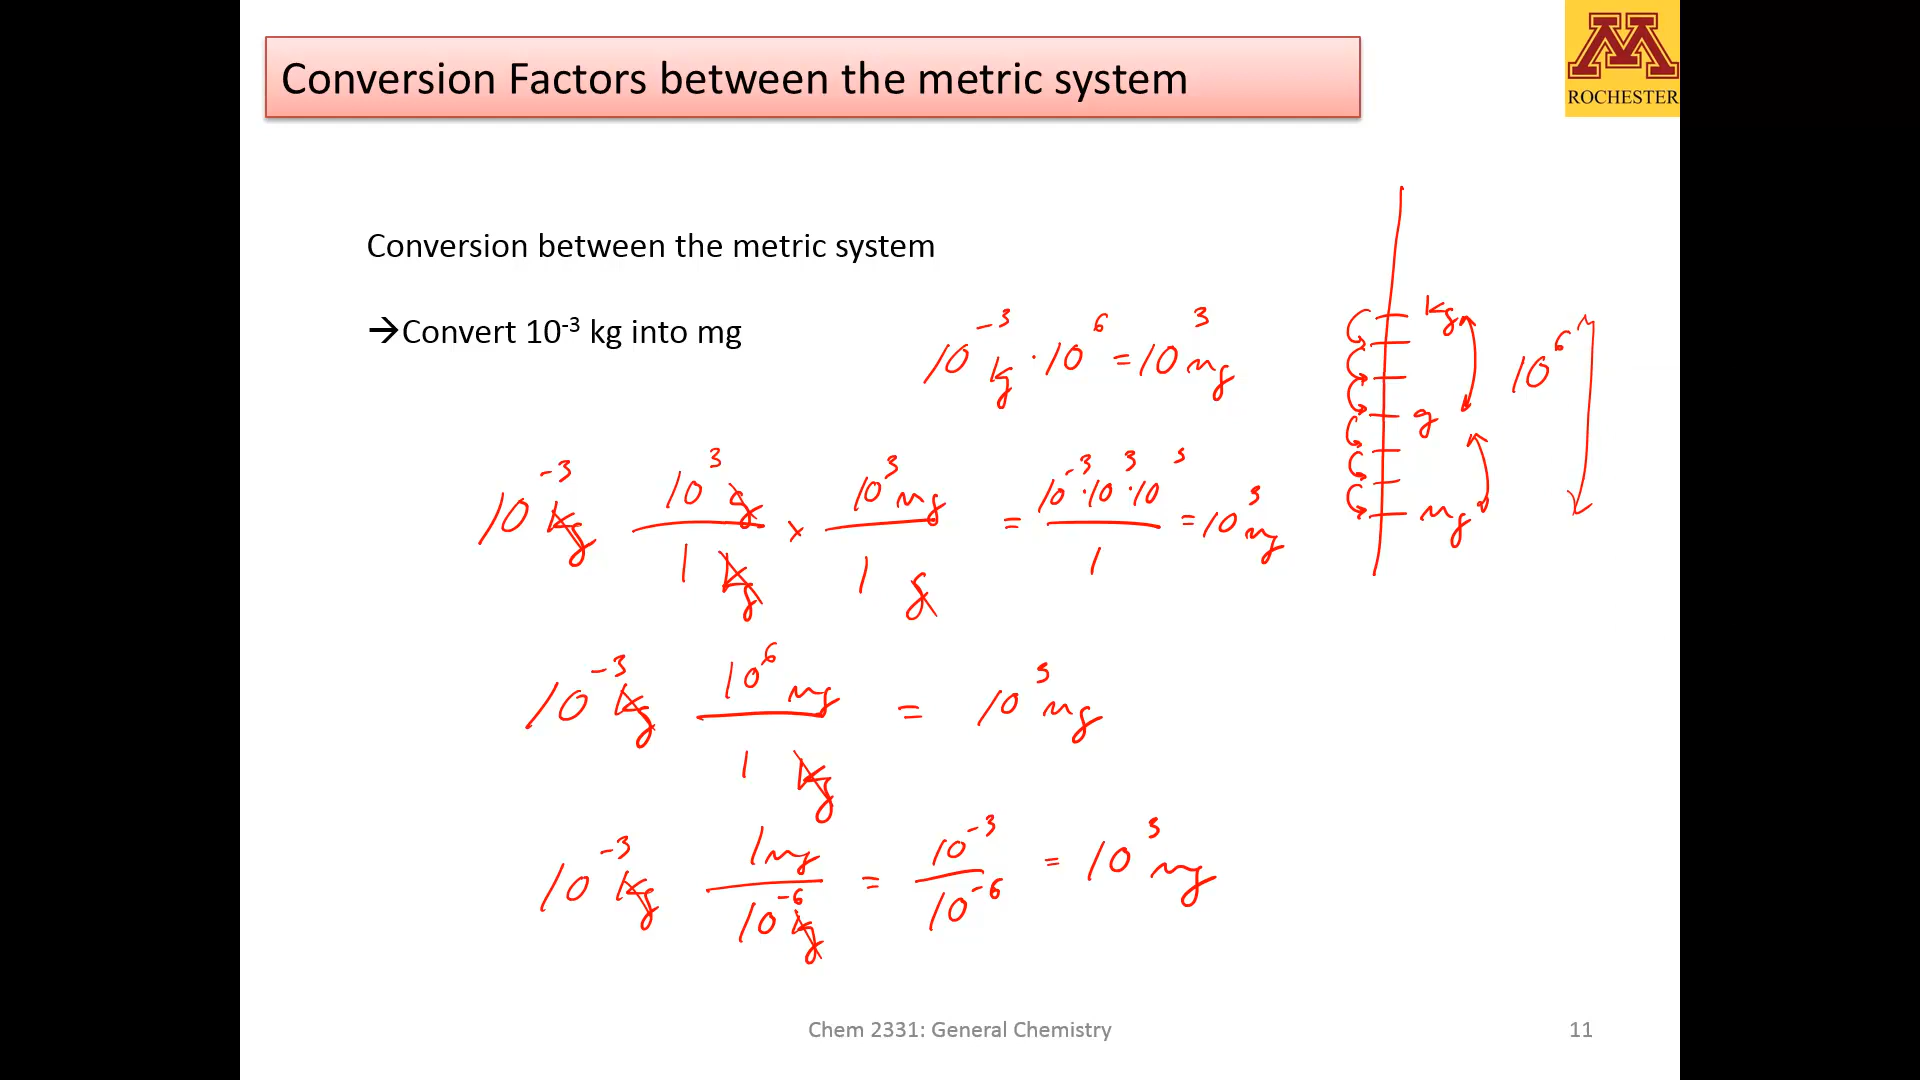 Conversion Factors between the metric system
M
ROCHESTER
Conversion between the metric system
→Convert 10⁻³ kg into mg
10⁻³ kg · 10⁶ = 10³ mg
kg
g
mg
10⁶
10⁻³ kg 10³ g / 1 kg × 10³ mg / 1 g = 10⁻³ · 10³ · 10³ / 1 = 10³ mg
10⁻³ kg 10⁶ mg / 1 kg = 10³ mg
10⁻³ kg 1 mg / 10⁻⁶ kg = 10⁻³ / 10⁻⁶ = 10³ mg
Chem 2331: General Chemistry
11